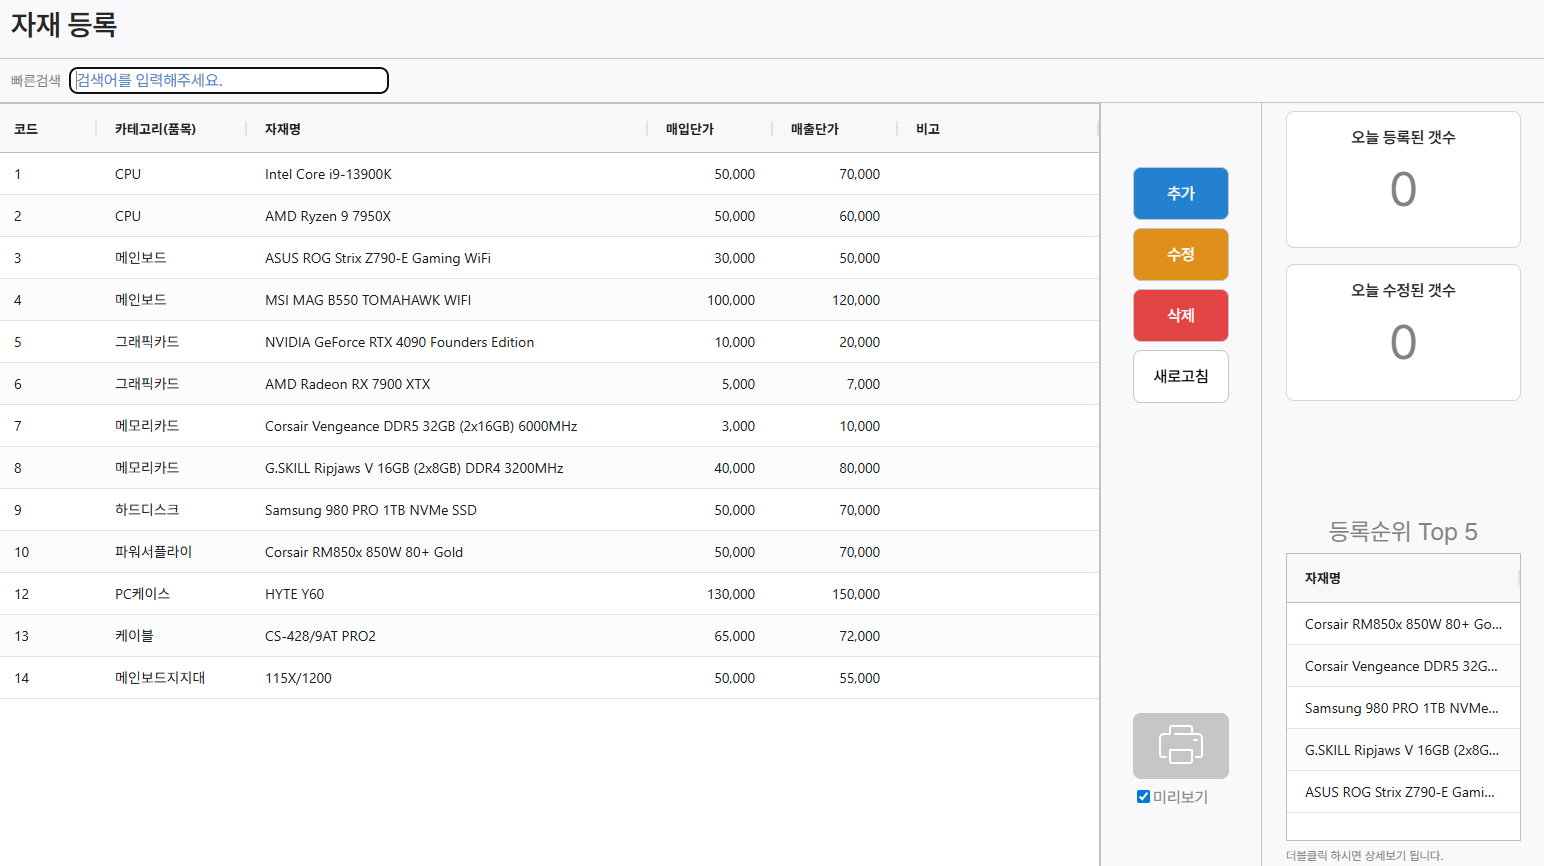 자재 등록
빠른검색 검색어를 입력해주세요.
코드 카테고리(품목) 자재명 매입단가 매출단가 비고
1 CPU Intel Core i9-13900K 50,000 70,000
2 CPU AMD Ryzen 9 7950X 50,000 60,000
3 메인보드 ASUS ROG Strix Z790-E Gaming WiFi 30,000 50,000
4 메인보드 MSI MAG B550 TOMAHAWK WIFI 100,000 120,000
5 그래픽카드 NVIDIA GeForce RTX 4090 Founders Edition 10,000 20,000
6 그래픽카드 AMD Radeon RX 7900 XTX 5,000 7,000
7 메모리카드 Corsair Vengeance DDR5 32GB (2x16GB) 6000MHz 3,000 10,000
8 메모리카드 G.SKILL Ripjaws V 16GB (2x8GB) DDR4 3200MHz 40,000 80,000
9 하드디스크 Samsung 980 PRO 1TB NVMe SSD 50,000 70,000
10 파워서플라이 Corsair RM850x 850W 80+ Gold 50,000 70,000
12 PC케이스 HYTE Y60 130,000 150,000
13 케이블 CS-428/9AT PRO2 65,000 72,000
14 메인보드지지대 115X/1200 50,000 55,000
추가
수정
삭제
새로고침
미리보기
오늘 등록된 갯수
0
오늘 수정된 갯수
0
등록순위 Top 5
자재명
Corsair RM850x 850W 80+ Go...
Corsair Vengeance DDR5 32G...
Samsung 980 PRO 1TB NVMe...
G.SKILL Ripjaws V 16GB (2x8G...
ASUS ROG Strix Z790-E Gami...
더블클릭 하시면 상세보기 됩니다.